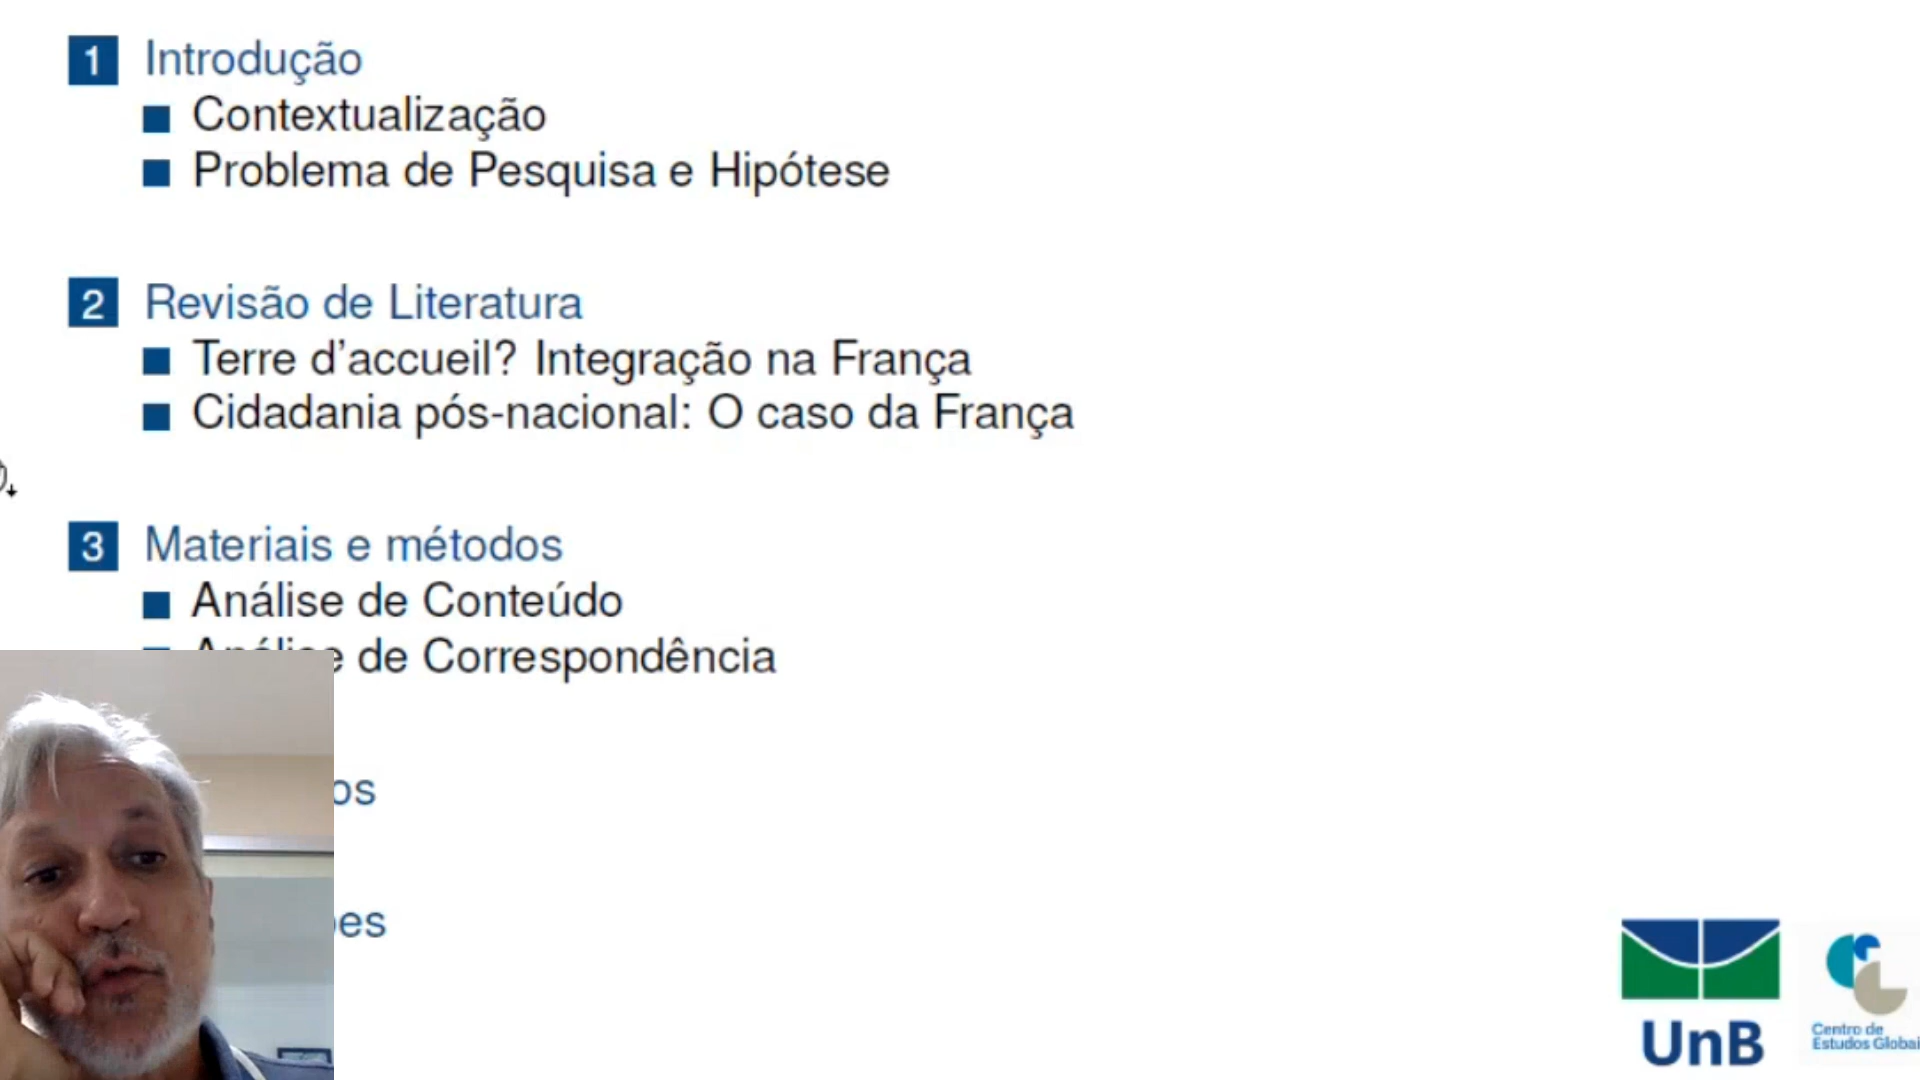 1 Introdução
Contextualização
Problema de Pesquisa e Hipótese
2 Revisão de Literatura
Terre d'accueil? Integração na França
Cidadania pós-nacional: O caso da França
3 Materiais e métodos
Análise de Conteúdo
de Correspondência
UnB
Centro de
Estudos